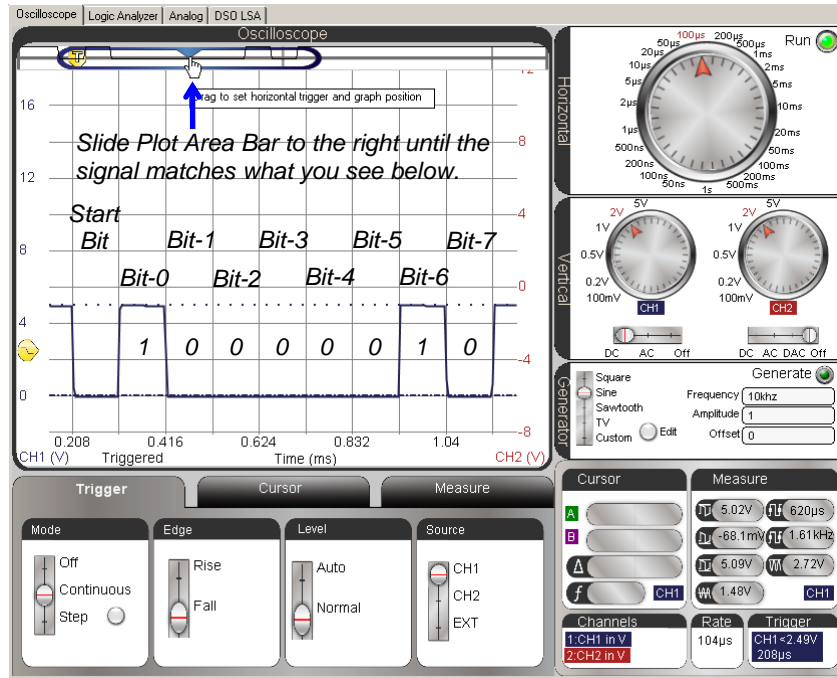 Oscilloscope Logic Analyzer Analog DSO LSA
Oscilloscope
T
Drag to set horizontal trigger and graph position
Slide Plot Area Bar to the right until the
signal matches what you see below.
Start
Bit Bit-1 Bit-3 Bit-5 Bit-7
Bit-0 Bit-2 Bit-4 Bit-6
1 0 0 0 0 0 1 0
16
12
8
4
0
12
8
4
0
-4
-8
0.208 0.416 0.624 0.832 1.04
CH1 (V) Triggered Time (ms) CH2 (V)
Horizontal
Run
50ns
100ns
200ns
500ns
1µs
2µs
5µs
10µs
20µs
50µs
100µs
200µs
500µs
1ms
2ms
5ms
10ms
20ms
50ms
100ms
500ms
1s
Vertical
5V
2V
1V
0.5V
0.2V
100mV
CH1
DC AC Off
5V
2V
1V
0.5V
0.2V
100mV
CH2
DC AC DAC Off
Generator
Square
Sine
Sawtooth
TV
Custom
Edit
Generate
Frequency 10khz
Amplitude 1
Offset 0
Trigger Cursor Measure
Mode
Off
Continuous
Step
Edge
Rise
Fall
Level
Auto
Normal
Source
CH1
CH2
EXT
Cursor
A
B
Δ
f CH1
Measure
5.02V 620µs
-68.1mV 1.61kHz
5.09V 2.72V
1.48V CH1
Channels
1:CH1 in V
2:CH2 in V
Rate
104µs
Trigger
CH1<2.49V
208µs